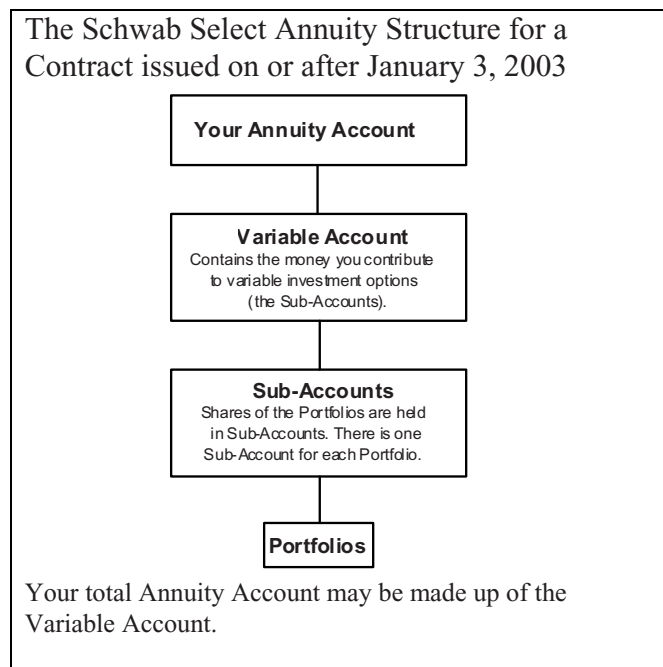 The Schwab Select Annuity Structure for a
Contract issued on or after January 3, 2003
Your Annuity Account
Variable Account
Contains the money you contribute
to variable investment options
(the Sub-Accounts).
Sub-Accounts
Shares of the Portfolios are held
in Sub-Accounts. There is one
Sub-Account for each Portfolio.
Portfolios
Your total Annuity Account may be made up of the
Variable Account.